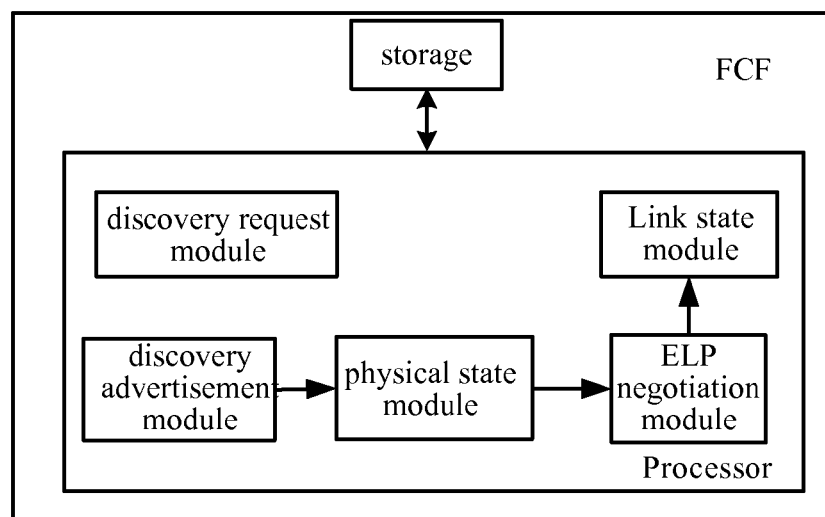 storage
FCF
discovery request
module
Link state
module
discovery
advertisement
module
physical state
module
ELP
negotiation
module
Processor